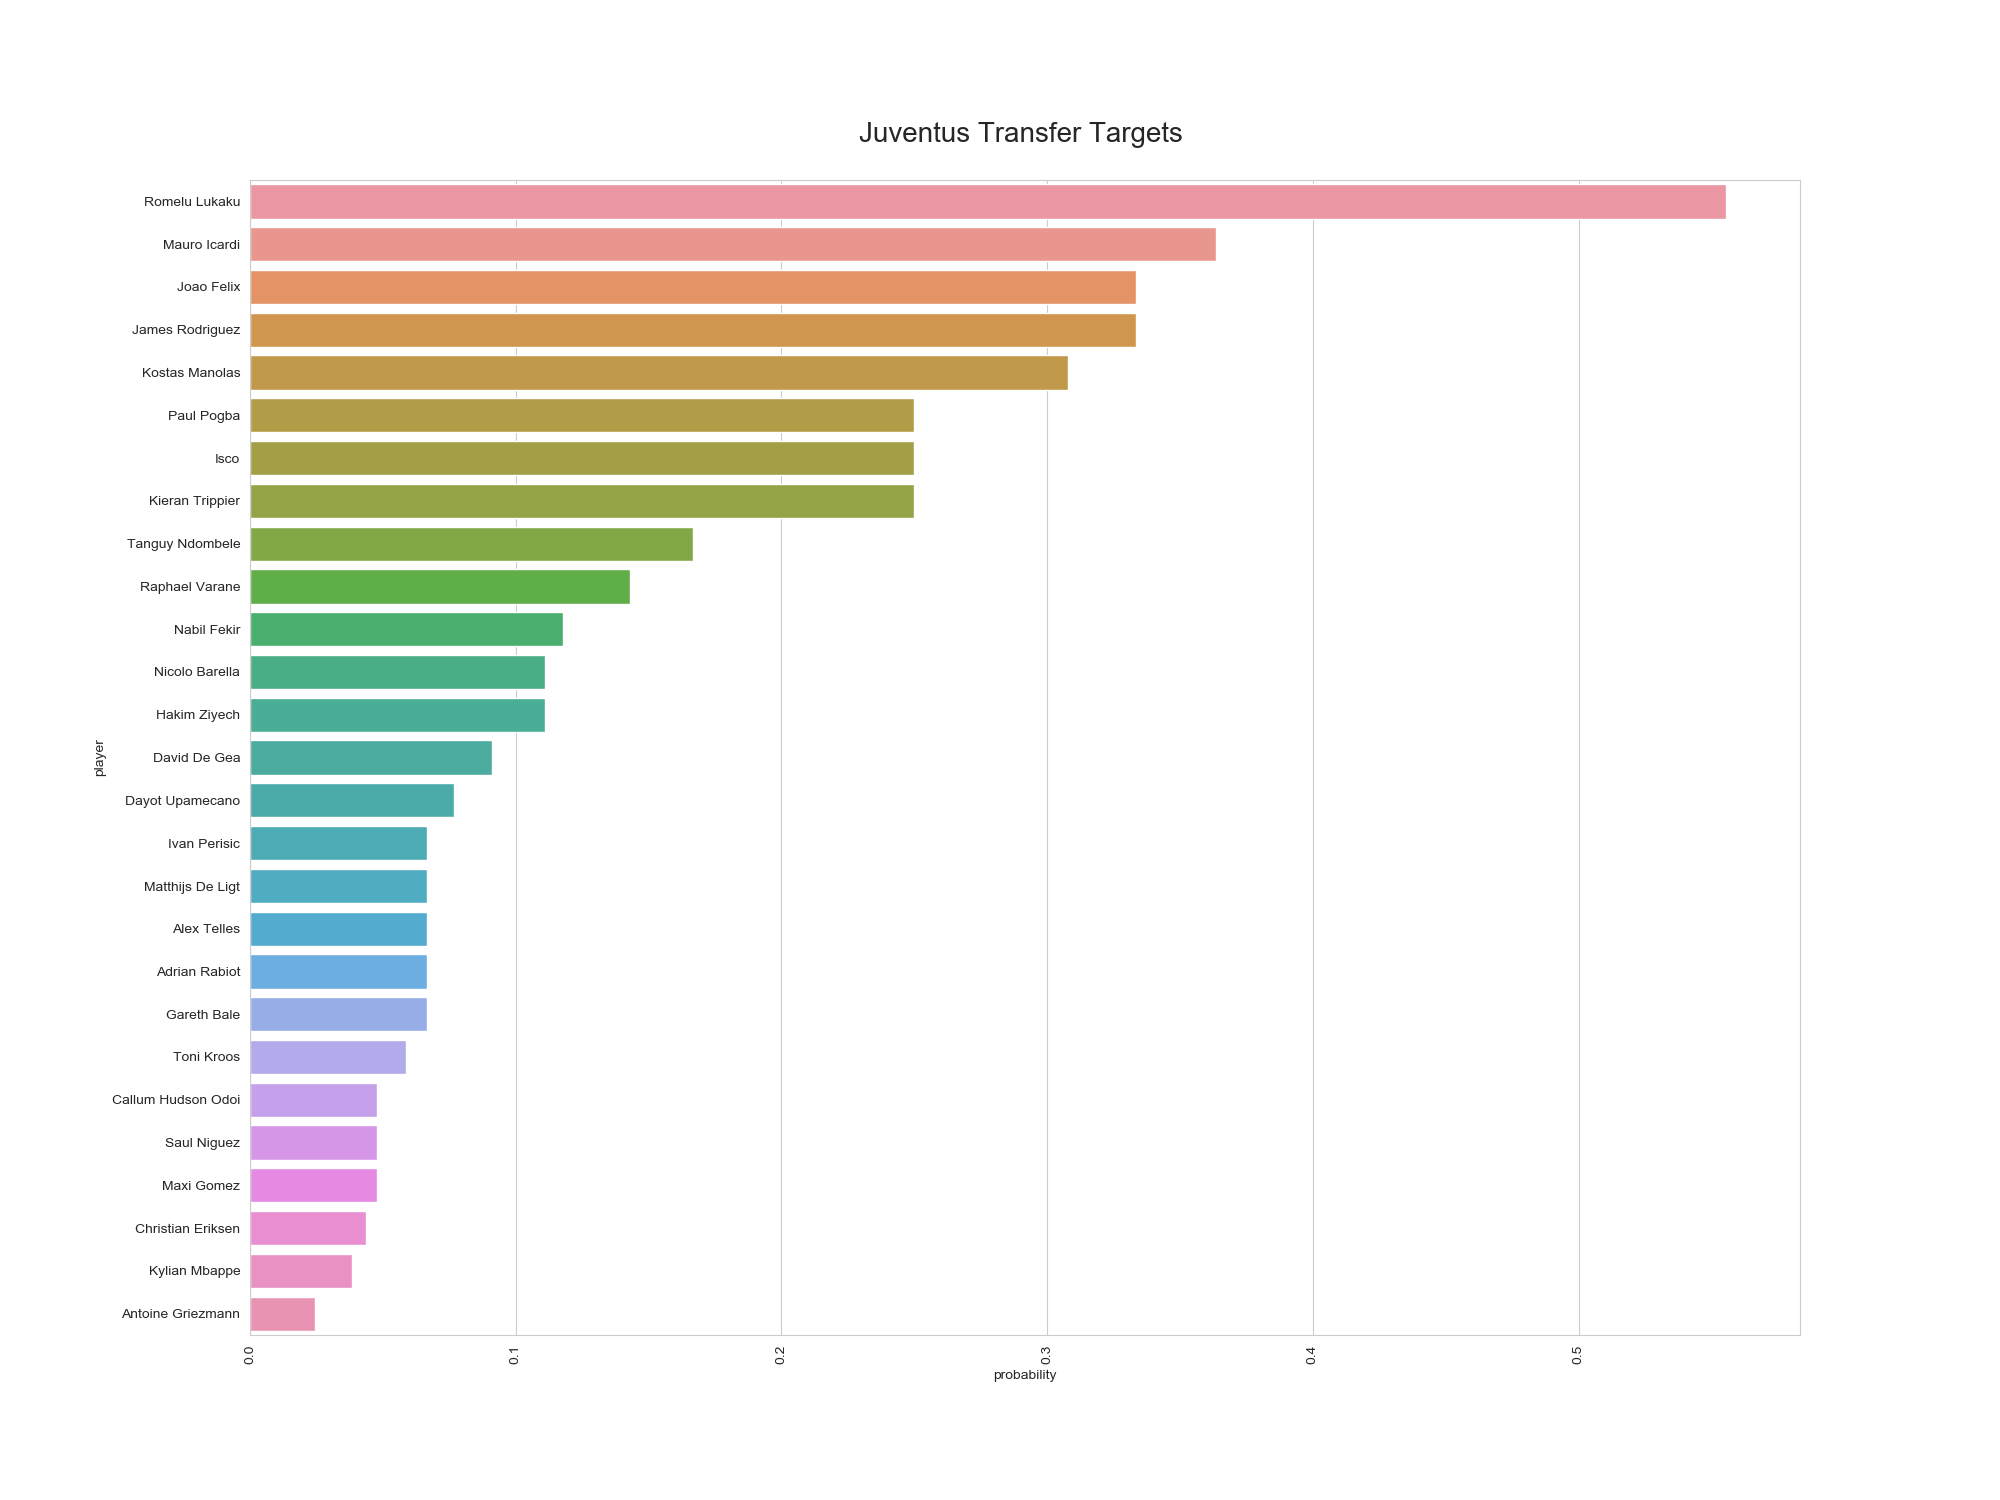 Juventus Transfer Targets
Romelu Lukaku
Mauro Icardi
Joao Felix
James Rodriguez
Kostas Manolas
Paul Pogba
Isco
Kieran Trippier
Tanguy Ndombele
Raphael Varane
Nabil Fekir
Nicolo Barella
Hakim Ziyech
David De Gea
Dayot Upamecano
Ivan Perisic
Matthijs De Ligt
Alex Telles
Adrian Rabiot
Gareth Bale
Toni Kroos
Callum Hudson Odoi
Saul Niguez
Maxi Gomez
Christian Eriksen
Kylian Mbappe
Antoine Griezmann
player
0.0
0.1
0.2
0.3
0.4
0.5
probability